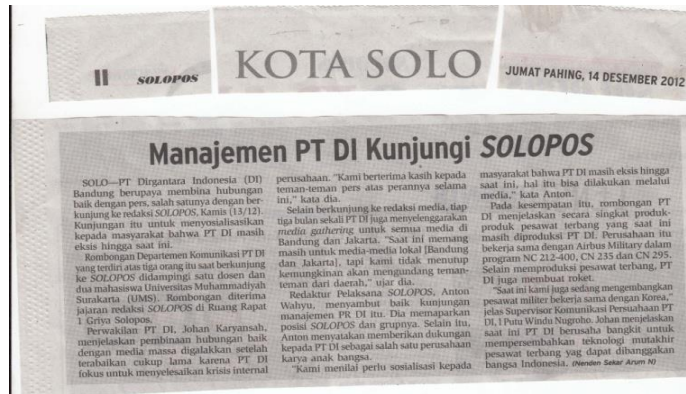 II SOLOPOS
KOTA SOLO
JUMAT PAHING, 14 DESEMBER 2012
Manajemen PT DI Kunjungi SOLOPOS
SOLO—PT Dirgantara Indonesia (DI)
Bandung berupaya membina hubungan
baik dengan pers, salah satunya dengan ber-
kunjung ke redaksi SOLOPOS, Kamis (13/12).
Kunjungan itu untuk menyosialisasikan
kepada masyarakat bahwa PT DI masih
eksis hingga saat ini.
Rombongan Departemen Komunikasi PT DI
yang terdiri atas tiga orang itu saat berkunjung
ke SOLOPOS didampingi satu dosen dan
dua mahasiswa Universitas Muhammadiyah
Surakarta (UMS). Rombongan diterima
jajaran redaksi SOLOPOS di Ruang Rapat
1 Griya Solopos.
Perwakilan PT DI, Johan Karyansah,
menjelaskan pembinaan hubungan baik
dengan media massa digalakkan setelah
terabaikan cukup lama karena PT DI
fokus untuk menyelesaikan krisis internal
perusahaan. "Kami berterima kasih kepada
teman-teman pers atas perannya selama
ini," kata dia.
Selain berkunjung ke redaksi media, tiap
tiga bulan sekali PT DI juga menyelenggarakan
media gathering untuk semua media di
Bandung dan Jakarta. "Saat ini memang
masih untuk media-media lokal [Bandung
dan Jakarta], tapi kami tidak menutup
kemungkinan akan mengundang teman-
teman dari daerah," ujar dia.
Redaktur Pelaksana SOLOPOS, Anton
Wahyu, menyambut baik kunjungan
manajemen PR DI itu. Dia memaparkan
posisi SOLOPOS dan grupnya. Selain itu,
Anton menyatakan memberikan dukungan
kepada PT DI sebagai salah satu perusahaan
karya anak bangsa.
"Kami menilai perlu sosialisasi kepada
masyarakat bahwa PT DI masih eksis hingga
saat ini, hal itu bisa dilakukan melalui
media," kata Anton.
Pada kesempatan itu, rombongan PT
DI menjelaskan secara singkat produk-
produk pesawat terbang yang saat ini
masih diproduksi PT DI. Perusahaan itu
bekerja sama dengan Airbus Military dalam
program NC 212-400, CN 235 dan CN 295.
Selain memproduksi pesawat terbang, PT
DI juga membuat roket.
"Saat ini kami juga sedang mengembangkan
pesawat militer bekerja sama dengan Korea,"
jelas Supervisor Komunikasi Persuahaan PT
DI, I Putu Windu Nugroho. Johan menjelaskan
saat ini PT DI berusaha bangkit untuk
mempersembahkan teknologi mutakhir
pesawat terbang yag dapat dibanggakan
bangsa Indonesia. (Nenden Sekar Arum N)